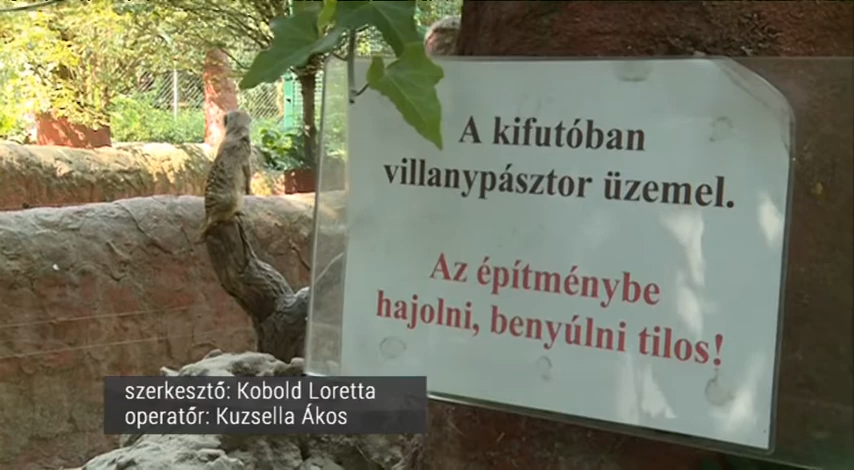 A kifutóban
villanypásztor üzemel.
Az építménybe
hajolni, benyúlni tilos!
szerkesztő: Kobold Loretta
operatőr: Kuzsella Ákos